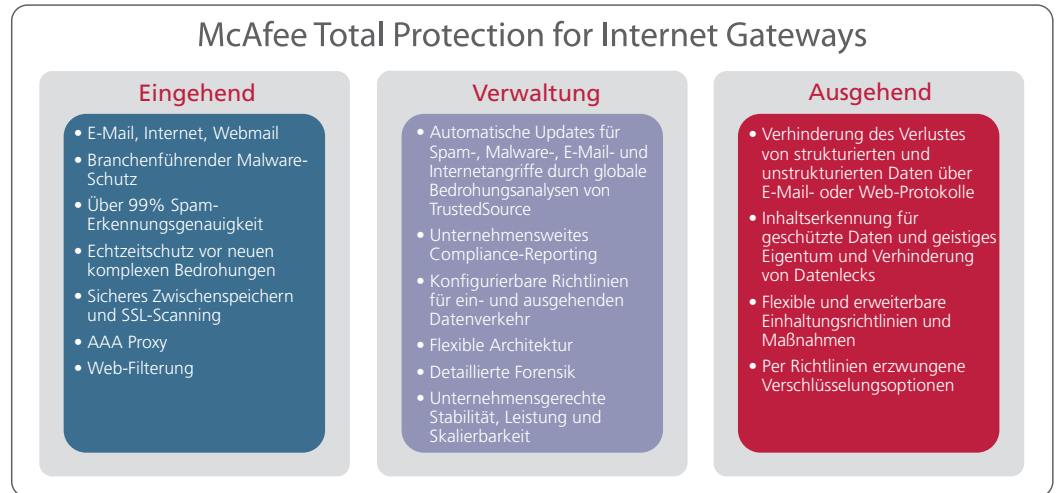 McAfee Total Protection for Internet Gateways
Eingehend
• E-Mail, Internet, Webmail
• Branchenführender Malware-
Schutz
• Über 99% Spam-
Erkennungsgenauigkeit
• Echtzeitschutz vor neuen
komplexen Bedrohungen
• Sicheres Zwischenspeichern
und SSL-Scanning
• AAA Proxy
• Web-Filterung
Verwaltung
• Automatische Updates für
Spam-, Malware-, E-Mail- und
Internetangriffe durch globale
Bedrohungsanalysen von
TrustedSource
• Unternehmensweites
Compliance-Reporting
• Konfigurierbare Richtlinien
für ein- und ausgehenden
Datenverkehr
• Flexible Architektur
• Detaillierte Forensik
• Unternehmensgerechte
Stabilität, Leistung und
Skalierbarkeit
Ausgehend
• Verhinderung des Verlustes
von strukturierten und
unstrukturierten Daten über
E-Mail- oder Web-Protokolle
• Inhaltserkennung für
geschützte Daten und geistiges
Eigentum und Verhinderung
von Datenlecks
• Flexible und erweiterbare
Einhaltungsrichtlinien und
Maßnahmen
• Per Richtlinien erzwungene
Verschlüsselungsoptionen